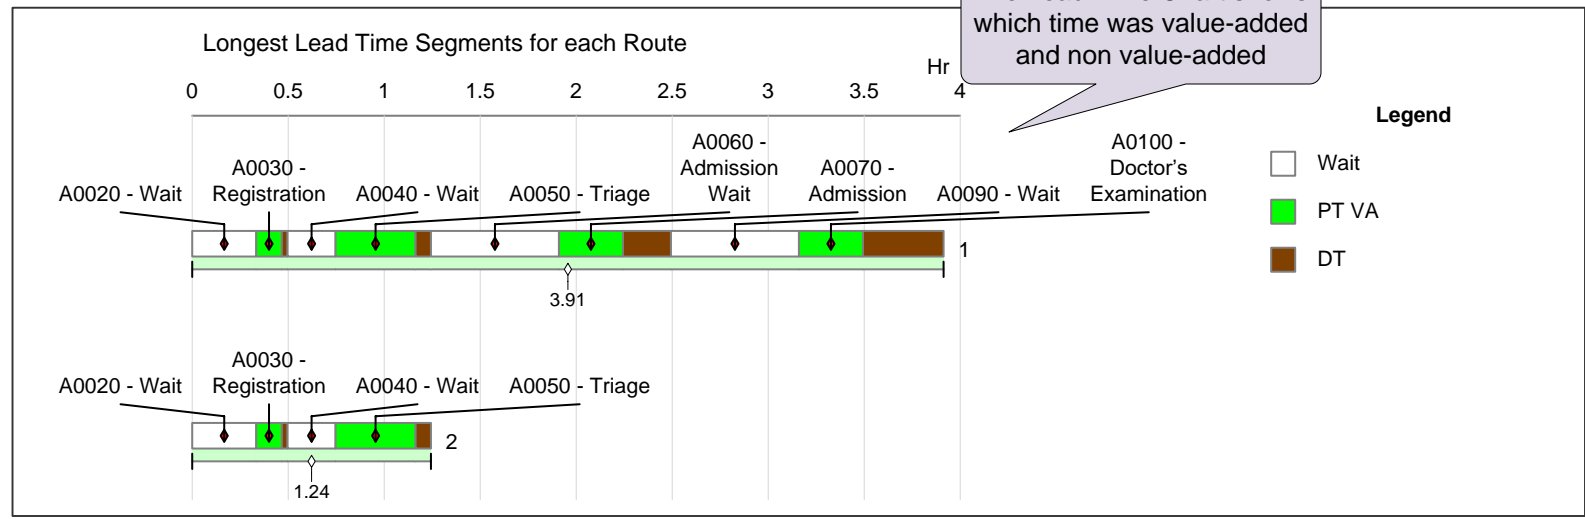 which time was value-added
and non value-added
Longest Lead Time Segments for each Route
Hr
0 0.5 1 1.5 2 2.5 3 3.5 4
Legend
Wait
PT VA
DT
A0020 - Wait
A0030 -
Registration
A0040 - Wait
A0050 - Triage
A0060 -
Admission
Wait
A0070 -
Admission
A0090 - Wait
A0100 -
Doctor's
Examination
1
3.91
A0020 - Wait
A0030 -
Registration
A0040 - Wait
A0050 - Triage
2
1.24